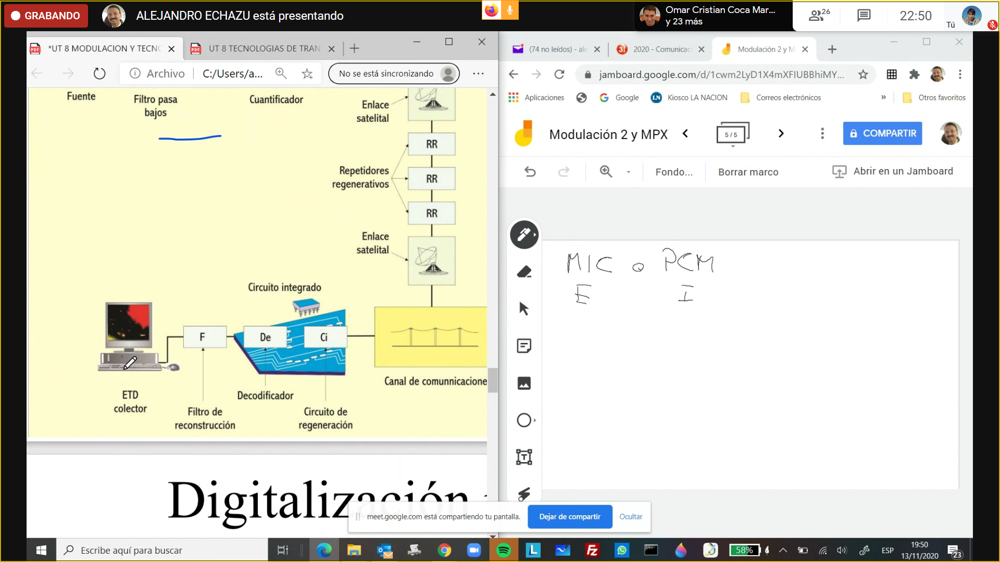 GRABANDO
ALEJANDRO ECHAZU está presentando
Omar Cristian Coca Mar...
y 23 más
26
22:50
Tú
*UT 8 MODULACION Y TECNO
UT 8 TECNOLOGIAS DE TRAN
Archivo
C:/Users/a...
No se está sincronizando
Fuente
Filtro pasa
bajos
Cuantificador
Enlace
satelital
RR
Repetidores
regenerativos
RR
RR
Enlace
satelital
Circuito integrado
F
De
Ci
ETD
colector
Filtro de
reconstrucción
Decodificador
Circuito de
regeneración
Canal de comunnicacione
Digitalización
(74 no leídos) - ale
2020 - Comunicac
Modulación 2 y M
jamboard.google.com/d/1cwm2LyD1X4mXFIUBBhiMY...
Aplicaciones
Google
LN
Kiosco LA NACION
Correos electrónicos
»
Otros favoritos
Modulación 2 y MPX
5 / 5
COMPARTIR
Fondo...
Borrar marco
Abrir en un Jamboard
MIC o PCM
E I
meet.google.com está compartiendo tu pantalla.
Dejar de compartir
Ocultar
Escribe aquí para buscar
58%
ESP
19:50
13/11/2020
23